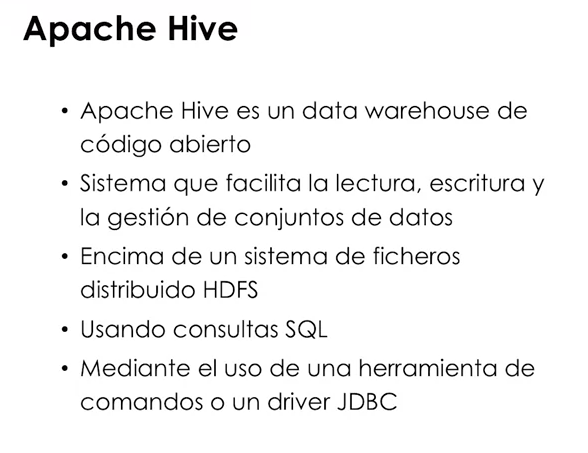 Apache Hive
• Apache Hive es un data warehouse de
código abierto
• Sistema que facilita la lectura, escritura y
la gestión de conjuntos de datos
• Encima de un sistema de ficheros
distribuido HDFS
• Usando consultas SQL
• Mediante el uso de una herramienta de
comandos o un driver JDBC